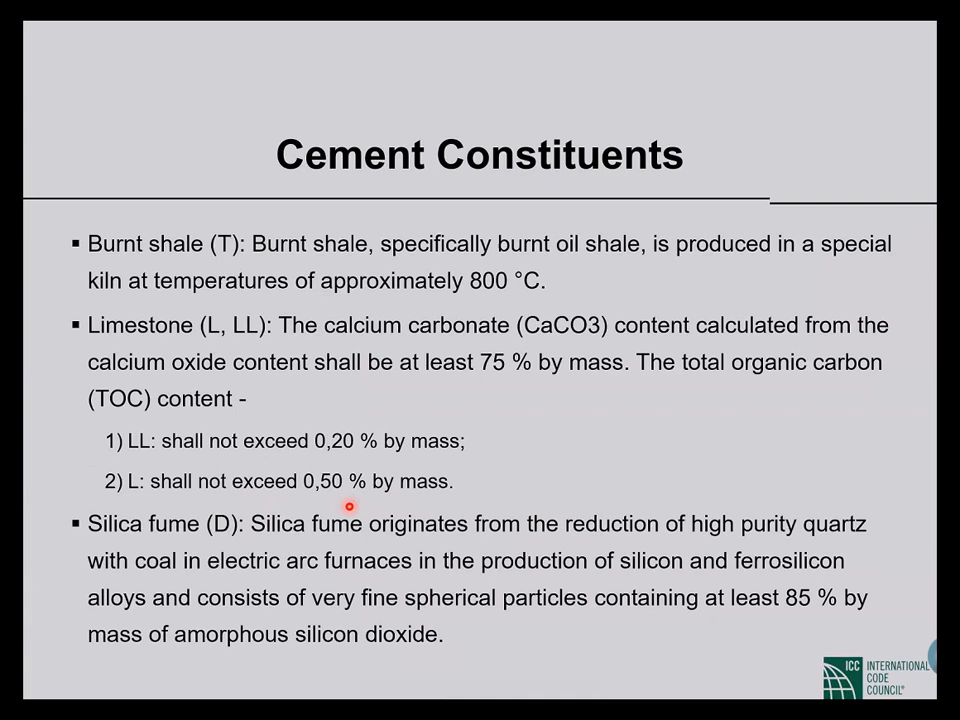 Cement Constituents
▪ Burnt shale (T): Burnt shale, specifically burnt oil shale, is produced in a special
kiln at temperatures of approximately 800 °C.
▪ Limestone (L, LL): The calcium carbonate (CaCO3) content calculated from the
calcium oxide content shall be at least 75 % by mass. The total organic carbon
(TOC) content -
1) LL: shall not exceed 0,20 % by mass;
2) L: shall not exceed 0,50 % by mass.
▪ Silica fume (D): Silica fume originates from the reduction of high purity quartz
with coal in electric arc furnaces in the production of silicon and ferrosilicon
alloys and consists of very fine spherical particles containing at least 85 % by
mass of amorphous silicon dioxide.
ICC INTERNATIONAL
CODE
COUNCIL®